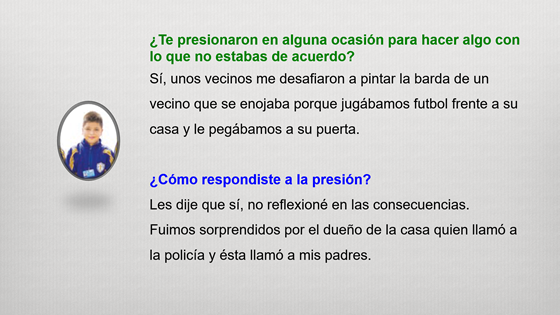 ¿Te presionaron en alguna ocasión para hacer algo con
lo que no estabas de acuerdo?
Sí, unos vecinos me desafiaron a pintar la barda de un
vecino que se enojaba porque jugábamos futbol frente a su
casa y le pegábamos a su puerta.
¿Cómo respondiste a la presión?
Les dije que sí, no reflexioné en las consecuencias.
Fuimos sorprendidos por el dueño de la casa quien llamó a
la policía y ésta llamó a mis padres.